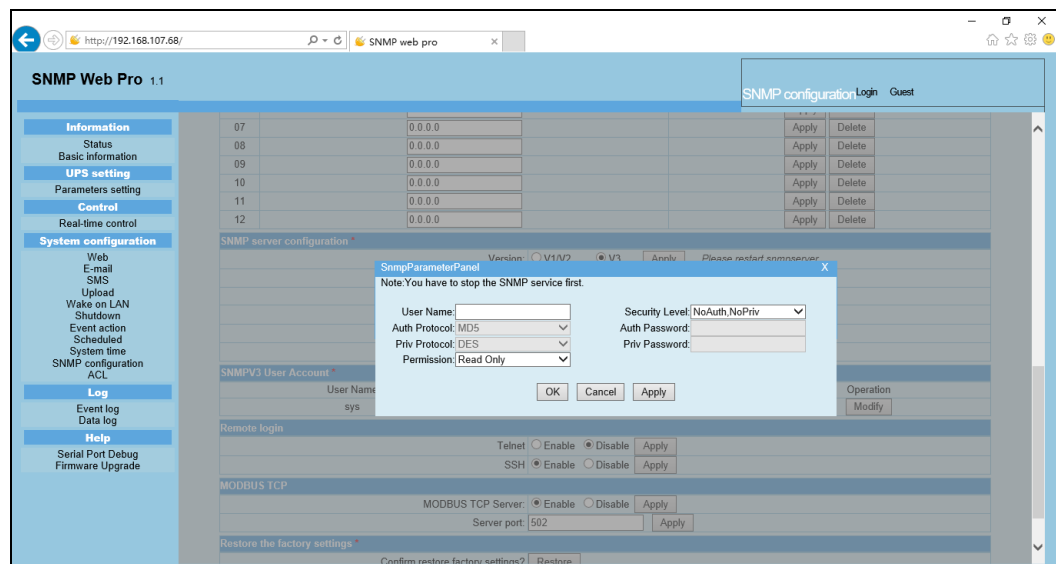 http://192.168.107.68/
SNMP web pro
SNMP Web Pro 1.1
SNMP configuration Login Guest
Information
Status
Basic information
UPS setting
Parameters setting
Control
Real-time control
System configuration
Web
E-mail
SMS
Upload
Wake on LAN
Shutdown
Event action
Scheduled
System time
SNMP configuration
ACL
Log
Event log
Data log
Help
Serial Port Debug
Firmware Upgrade
07 0.0.0.0 Apply Delete
08 0.0.0.0 Apply Delete
09 0.0.0.0 Apply Delete
10 0.0.0.0 Apply Delete
11 0.0.0.0 Apply Delete
12 0.0.0.0 Apply Delete
SNMP server configuration *
Version: V1/V2 V3 Apply Please restart snmpserver
SnmpParameterPanel X
Note:You have to stop the SNMP service first.
User Name: Security Level: NoAuth,NoPriv
Auth Protocol: MD5 Auth Password:
Priv Protocol: DES Priv Password:
Permission: Read Only
OK Cancel Apply
SNMPV3 User Account *
User Name Operation
sys Modify
Remote login
Telnet Enable Disable Apply
SSH Enable Disable Apply
MODBUS TCP
MODBUS TCP Server: Enable Disable Apply
Server port: 502 Apply
Restore the factory settings *
Confirm restore factory settings? Restore